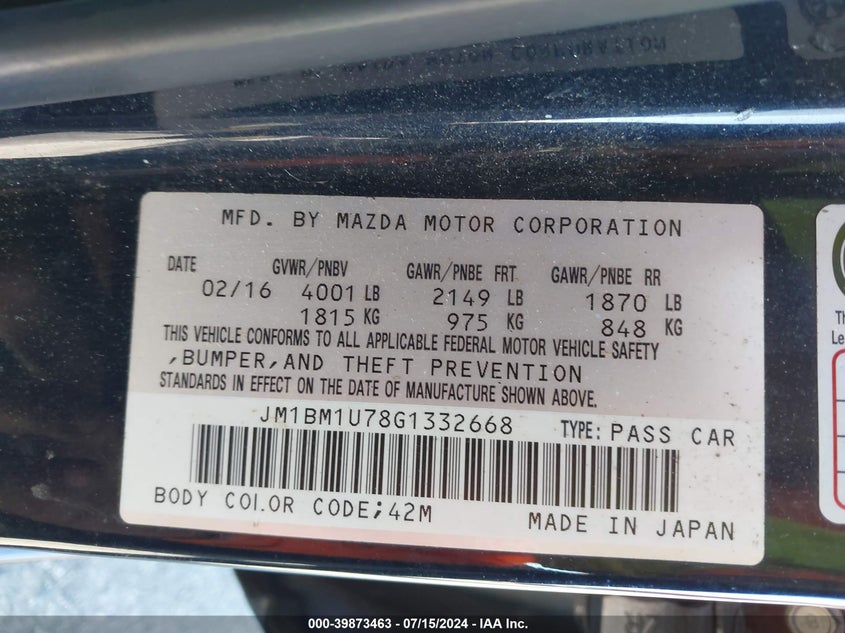 MFD. BY MAZDA MOTOR CORPORATION
DATE GVWR/PNBV GAWR/PNBE FRT GAWR/PNBE RR
02/16 4001 LB 2149 LB 1870 LB
1815 KG 975 KG 848 KG
THIS VEHICLE CONFORMS TO ALL APPLICABLE FEDERAL MOTOR VEHICLE SAFETY
,BUMPER,AND THEFT PREVENTION
STANDARDS IN EFFECT ON THE DATE OF MANUFACTURE SHOWN ABOVE.
JM1BM1U78G1332668 TYPE: PASS CAR
BODY COLOR CODE;42M MADE IN JAPAN
Th
Le
000-39873463 - 07/15/2024 - IAA Inc.